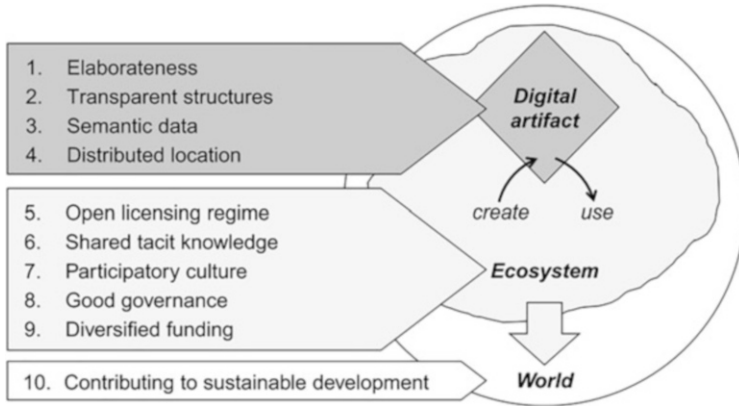 1. Elaborateness
2. Transparent structures
3. Semantic data
4. Distributed location
Digital
artifact
create
use
5. Open licensing regime
6. Shared tacit knowledge
7. Participatory culture
8. Good governance
9. Diversified funding
Ecosystem
10. Contributing to sustainable development
World